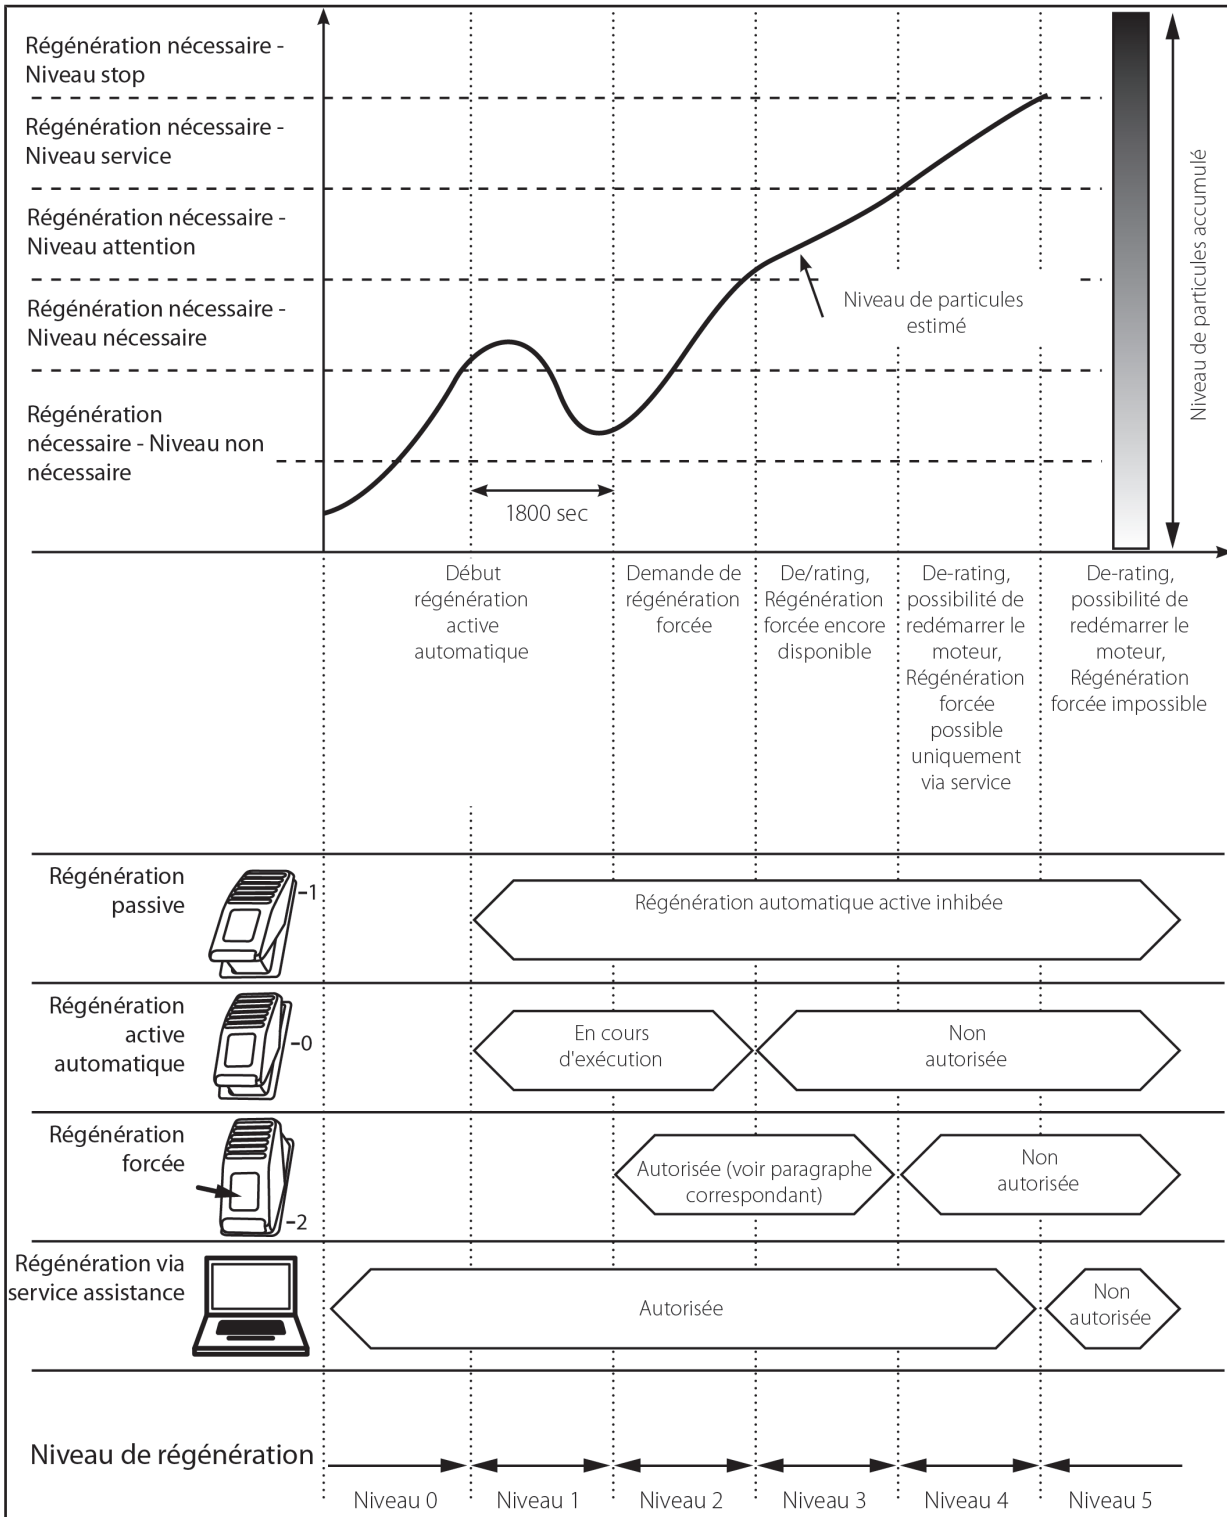 Régénération nécessaire -
Niveau stop
Régénération nécessaire -
Niveau service
Régénération nécessaire -
Niveau attention
Régénération nécessaire -
Niveau nécessaire
Régénération
nécessaire - Niveau non
nécessaire
Niveau de particules
estimé
1800 sec
Niveau de particules accumulé
Début
régénération
active
automatique
Demande de
régénération
forcée
De/rating,
Régénération
forcée encore
disponible
De-rating,
possibilité de
redémarrer le
moteur,
Régénération
forcée
possible
uniquement
via service
De-rating,
possibilité de
redémarrer le
moteur,
Régénération
forcée impossible
Régénération
passive
-1
Régénération automatique active inhibée
Régénération
active
automatique
-0
En cours
d'exécution
Non
autorisée
Régénération
forcée
-2
Autorisée (voir paragraphe
correspondant)
Non
autorisée
Régénération via
service assistance
Autorisée
Non
autorisée
Niveau de régénération
Niveau 0
Niveau 1
Niveau 2
Niveau 3
Niveau 4
Niveau 5